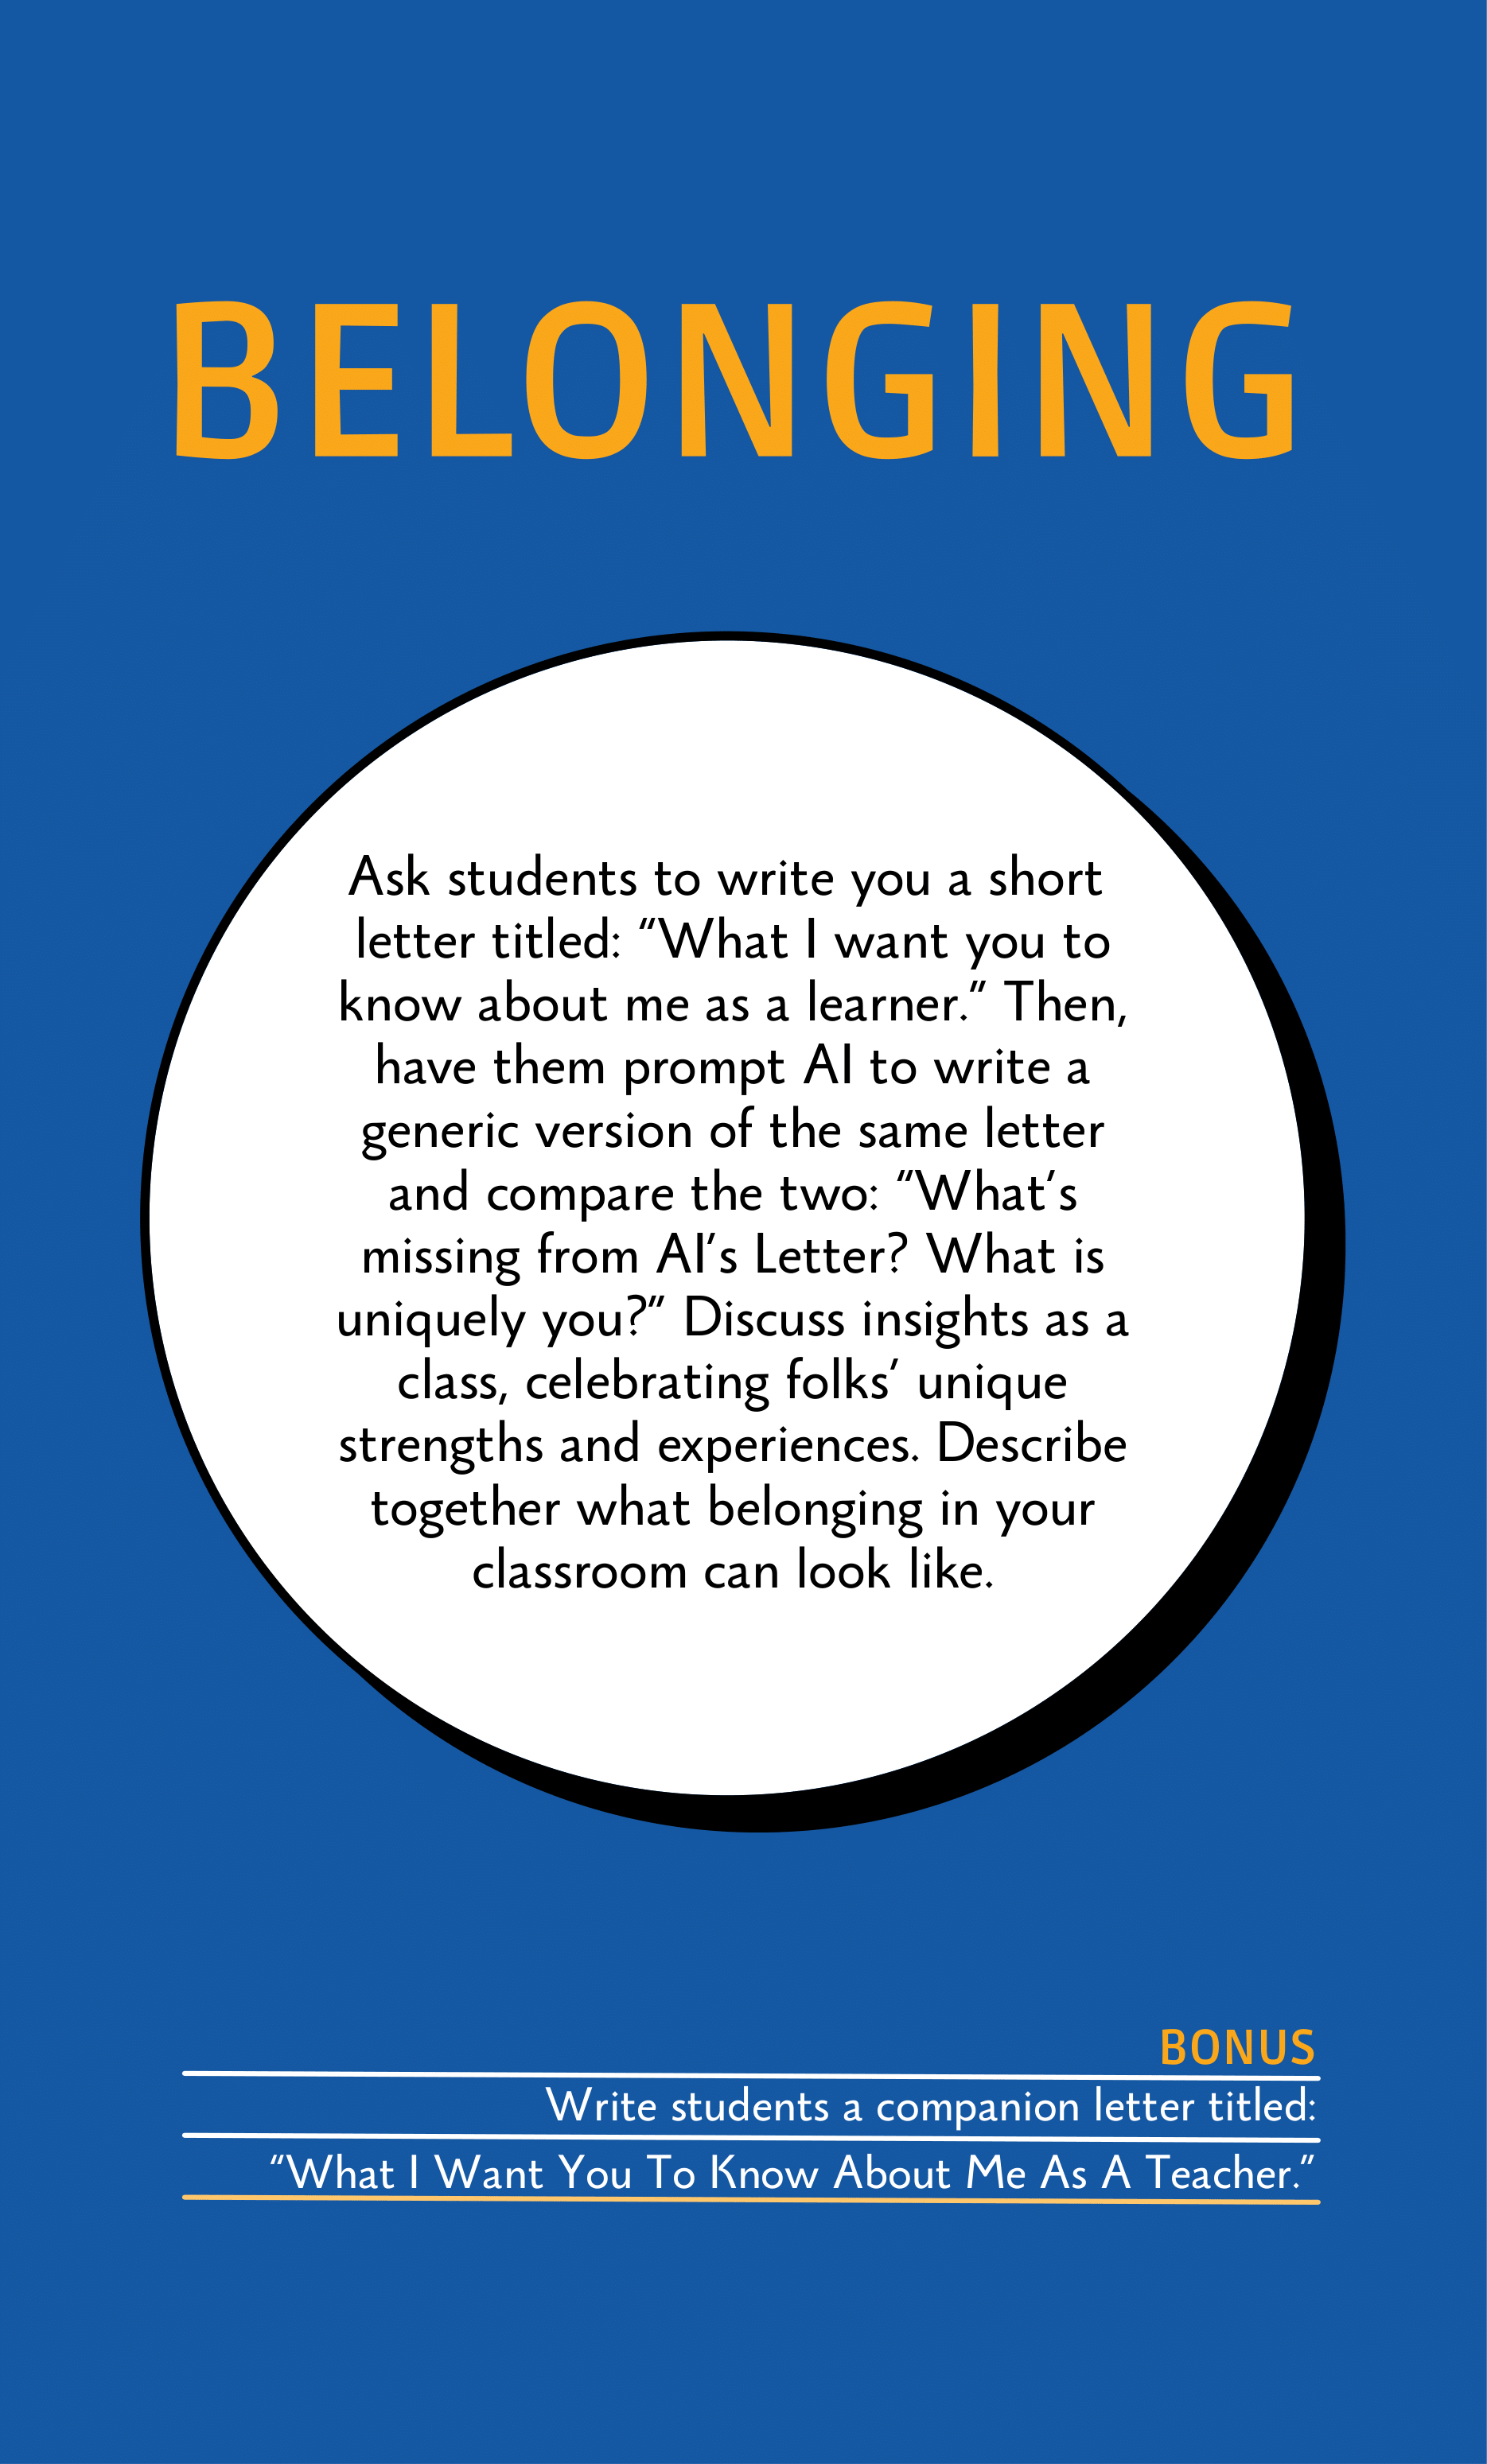 BELONGING
Ask students to write you a short
letter titled: “What I want you to
know about me as a learner.” Then,
have them prompt AI to write a
generic version of the same letter
and compare the two: “What’s
missing from AI’s Letter? What is
uniquely you?” Discuss insights as a
class, celebrating folks’ unique
strengths and experiences. Describe
together what belonging in your
classroom can look like.
BONUS
Write students a companion letter titled:
“What I Want You To Know About Me As A Teacher.”